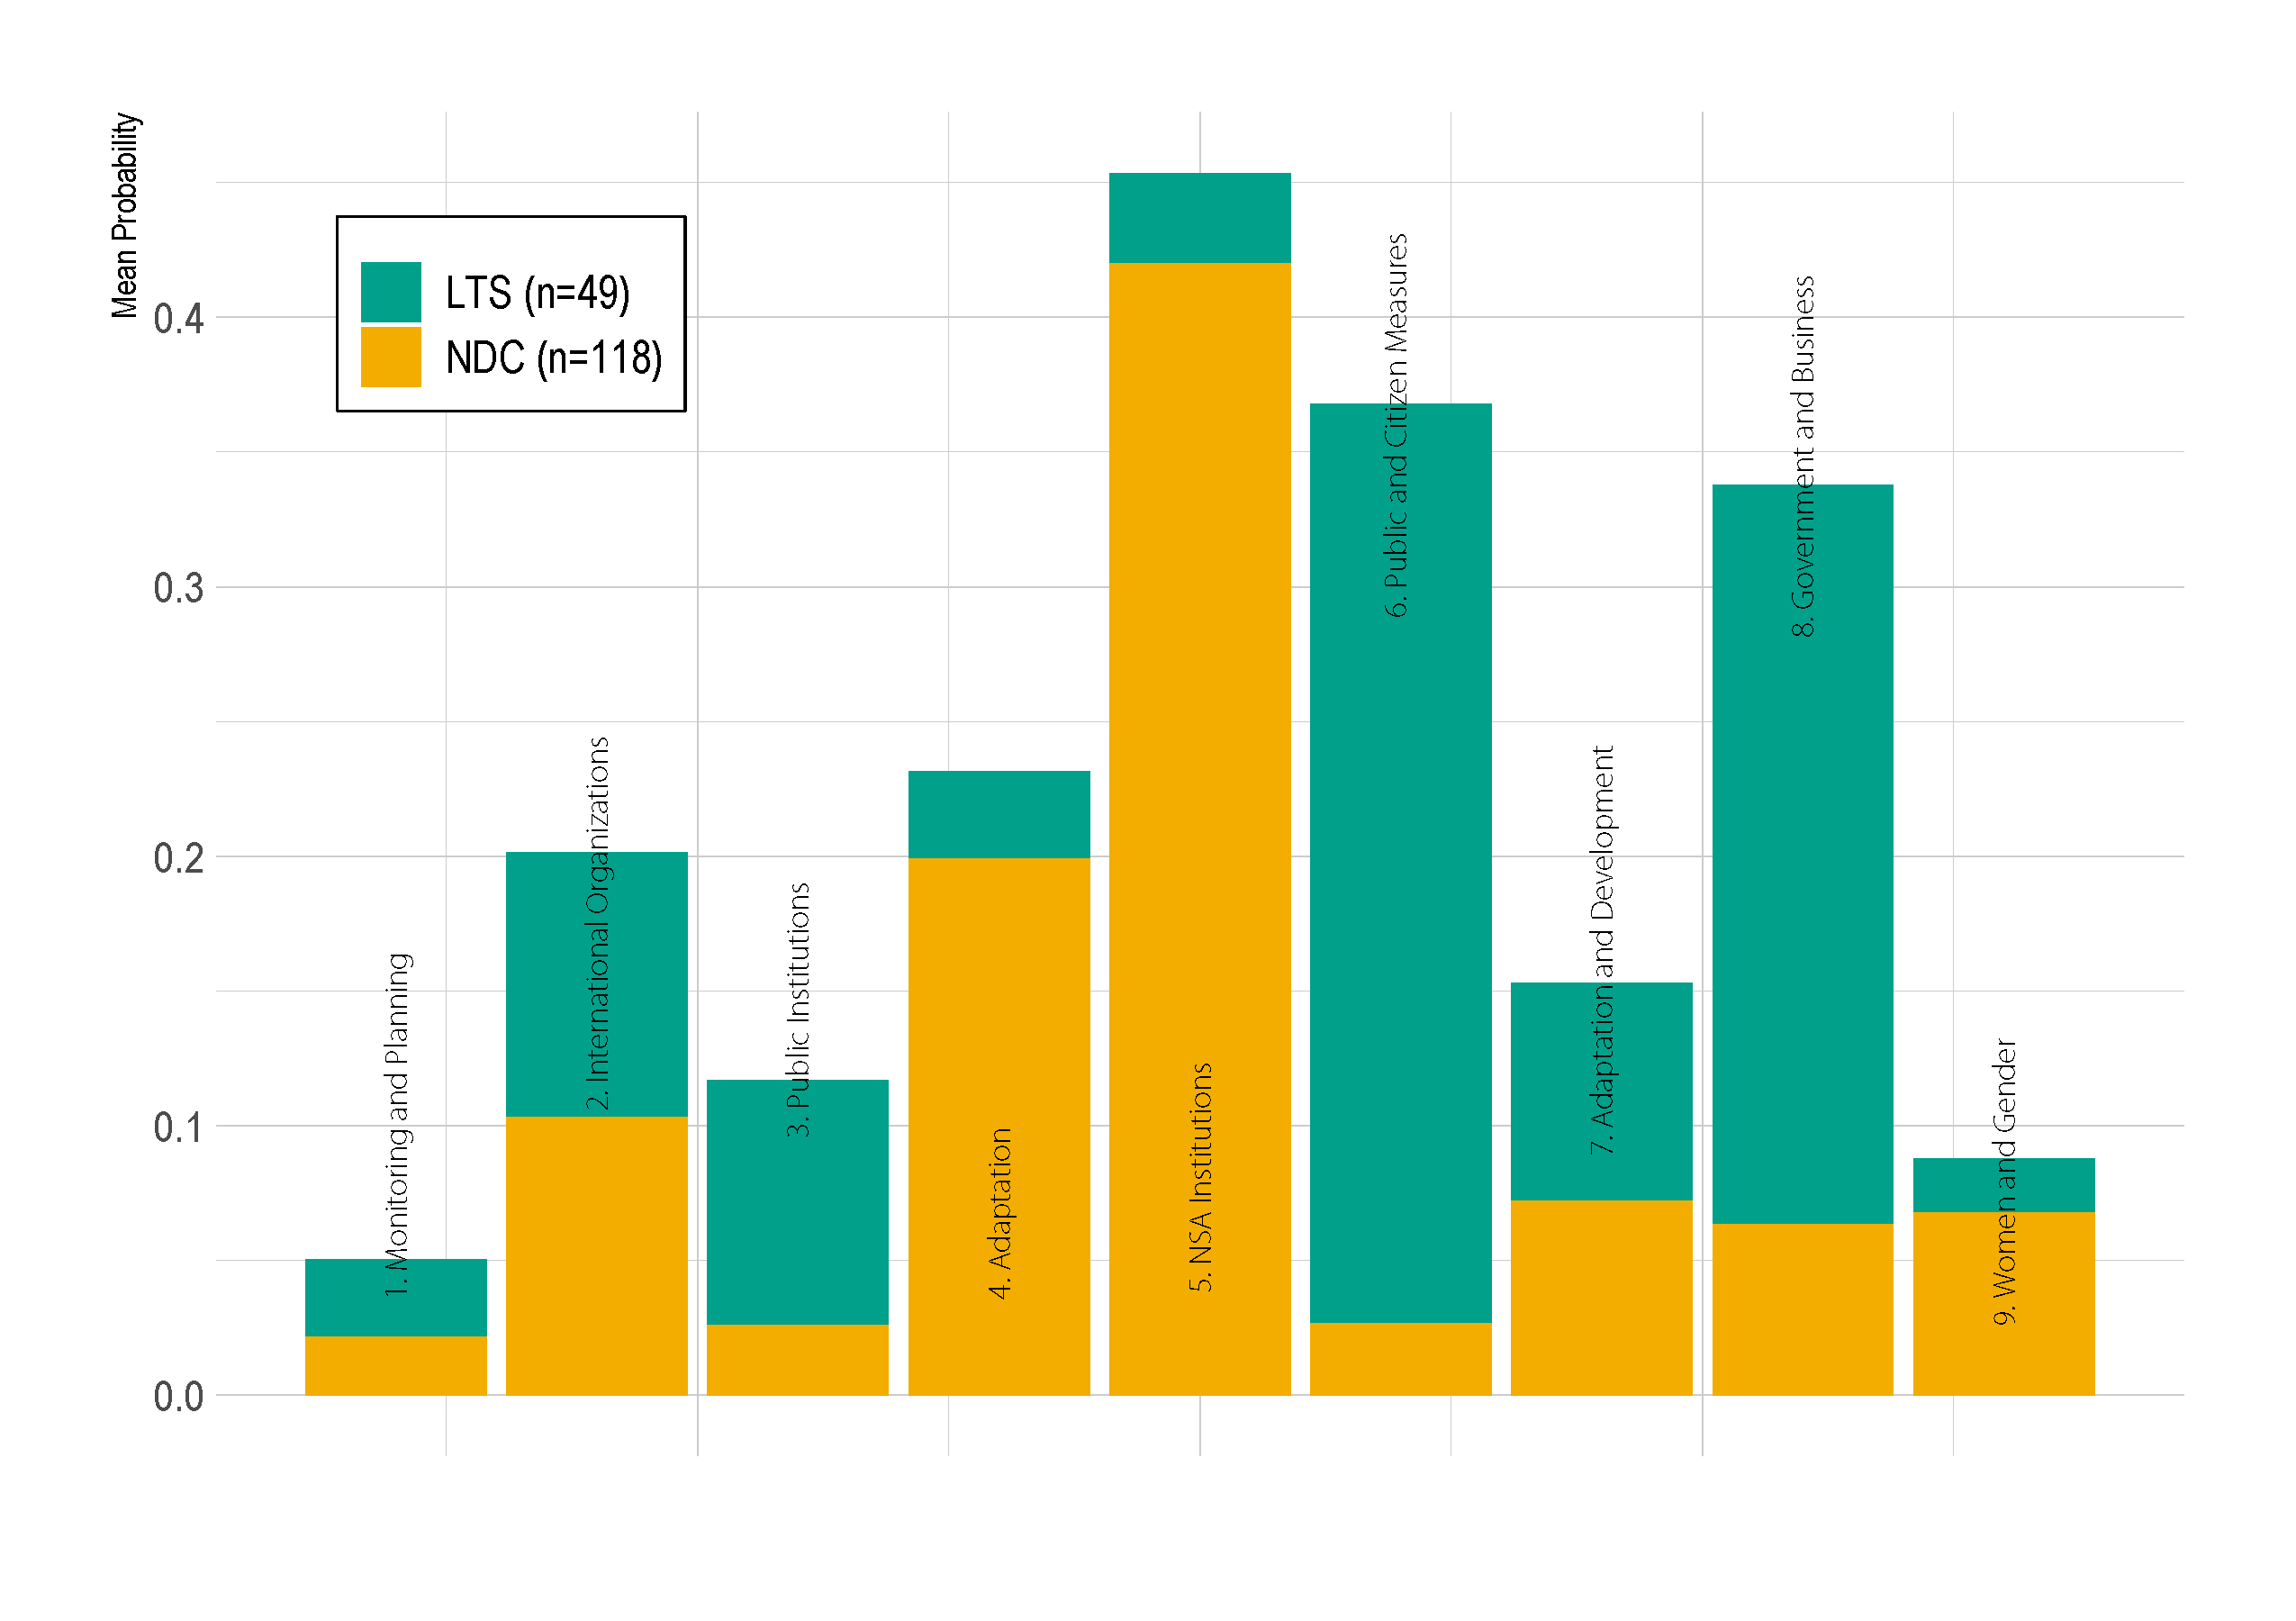 Mean Probability
LTS (n=49)
NDC (n=118)
0.4
0.3
0.2
0.1
0.0
1. Monitoring and Planning
2. International Organizations
3. Public Institutions
4. Adaptation
5. NSA Institutions
6. Public and Citizen Measures
7. Adaptation and Development
8. Government and Business
9. Women and Gender